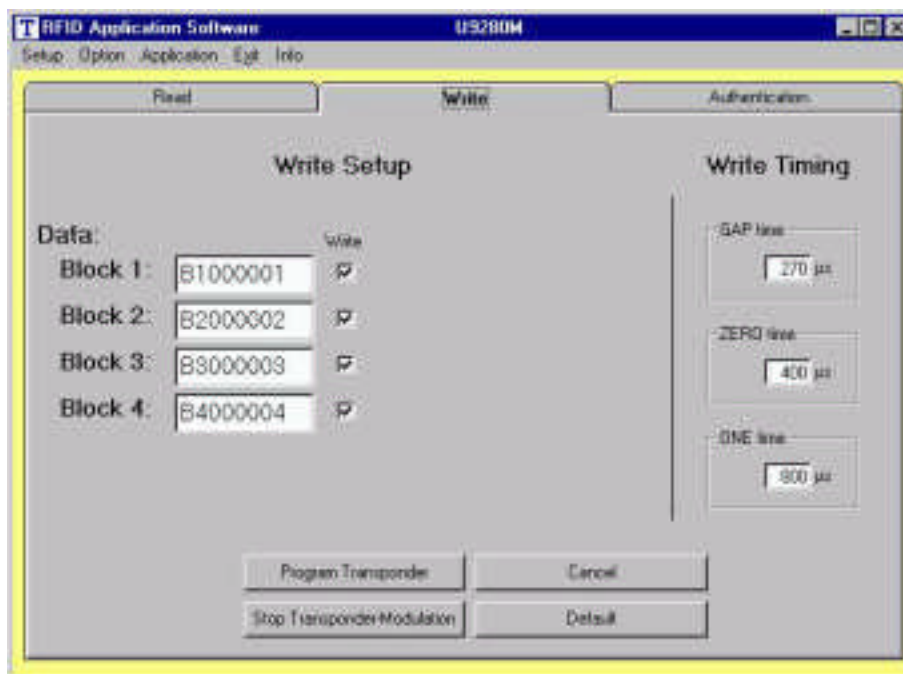 RFID Application Software U9280M
Setup Option Application Exit Info
Read Write Authentication
Write Setup
Write Timing
Data:
Write
Block 1: B1000001
Block 2: B2000002
Block 3: B3000003
Block 4: B4000004
GAP time
270 µs
ZERO time
400 µs
ONE time
800 µs
Program Transponder Cancel
Stop Transponder-Modulation Default